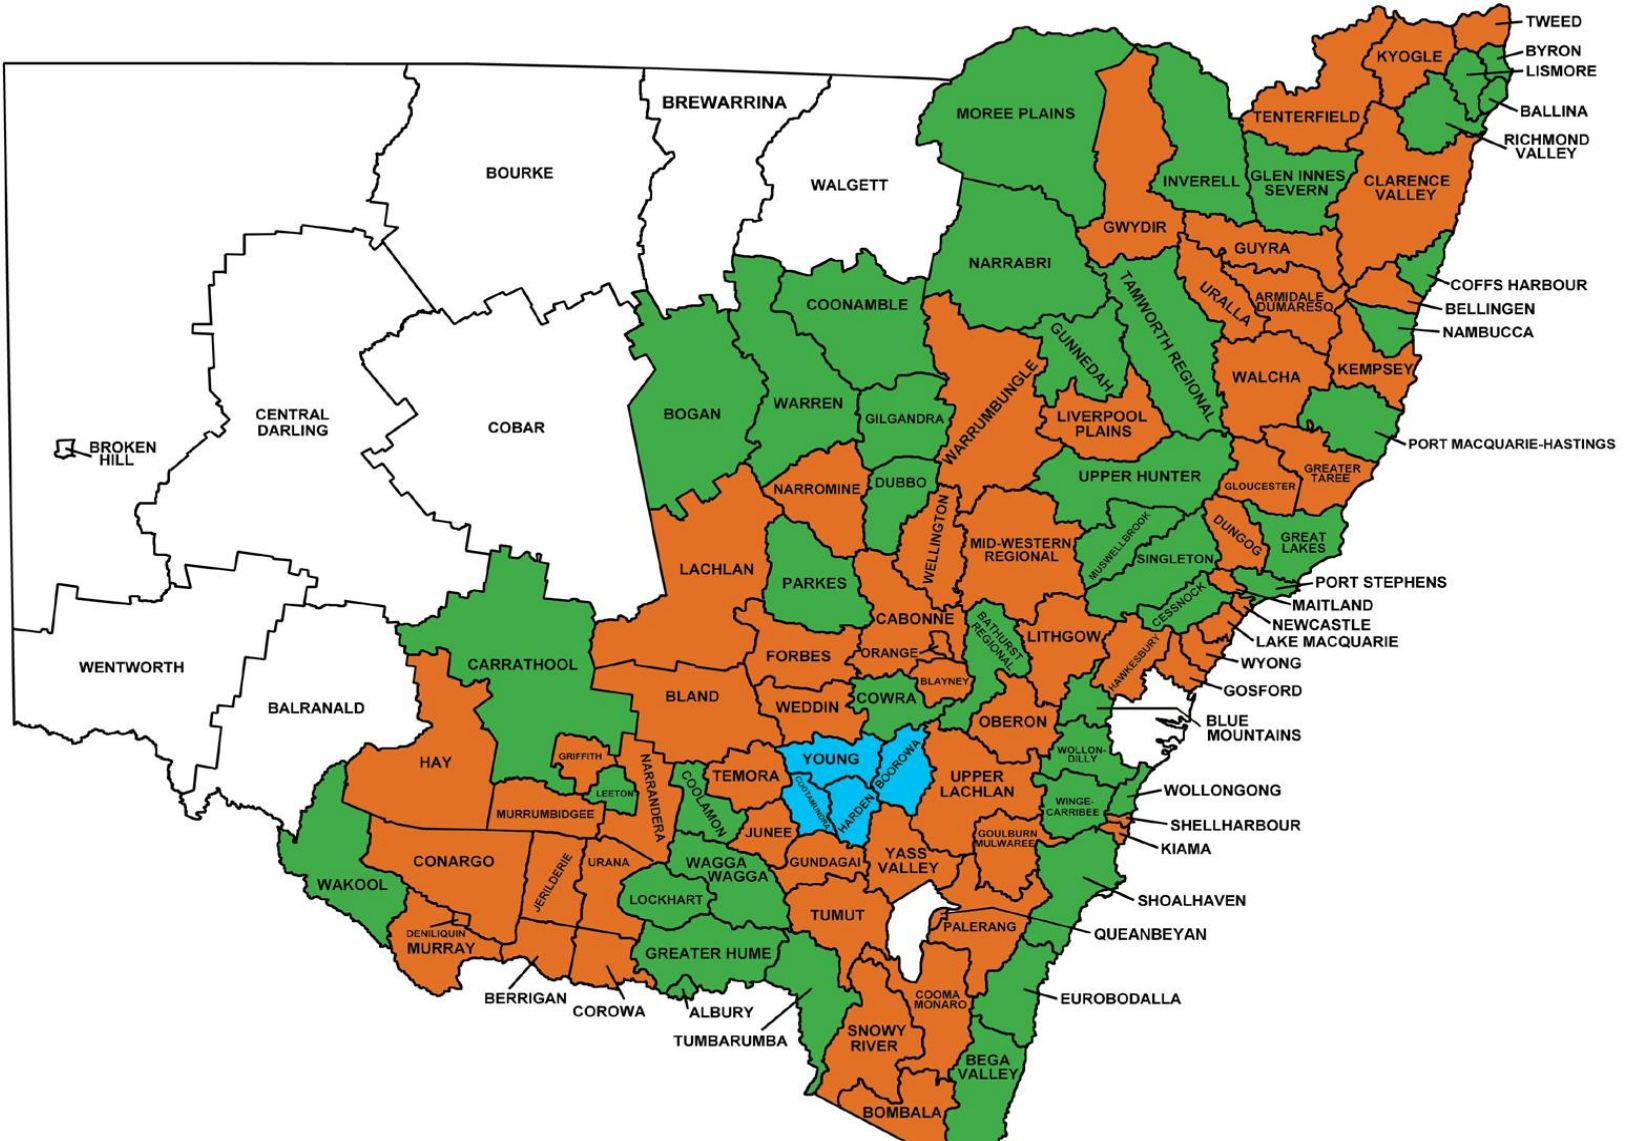 TWEED
KYOGLE
BYRON
LISMORE
BREWARRINA
MOREE PLAINS
TENTERFIELD
BALLINA
RICHMOND
VALLEY
BOURKE
WALGETT
INVERELL
GLEN INNES
SEVERN
CLARENCE
VALLEY
GWYDIR
GUYRA
NARRABRI
TAMWORTH REGIONAL
URALLA
ARMIDALE
DUMARESQ
COFFS HARBOUR
BELLINGEN
NAMBUCCA
COONAMBLE
GUNNEDAH
WALCHA
KEMPSEY
CENTRAL
DARLING
COBAR
BOGAN
WARREN
GILGANDRA
WARRUMBUNGLE
LIVERPOOL
PLAINS
PORT MACQUARIE-HASTINGS
BROKEN
HILL
NARROMINE
DUBBO
UPPER HUNTER
GLOUCESTER
GREATER
TAREE
WELLINGTON
MID-WESTERN
REGIONAL
MUSWELLBROOK
SINGLETON
DUNGOG
GREAT
LAKES
LACHLAN
PARKES
CESSNOCK
PORT STEPHENS
MAITLAND
NEWCASTLE
LAKE MACQUARIE
WYONG
GOSFORD
CABONNE
BATHURST
REGIONAL
LITHGOW
HAWKESBURY
WENTWORTH
CARRATHOOL
FORBES
ORANGE
BLAYNEY
BALRANALD
BLAND
WEDDIN
COWRA
OBERON
BLUE
MOUNTAINS
HAY
GRIFFITH
NARRANDERA
COOLAMON
TEMORA
YOUNG
BOOROWA
UPPER
LACHLAN
WOLLON-
DILLY
LEETON
COOTAMUNDRA
HARDEN
WINGE-
CARRIBEE
WOLLONGONG
MURRUMBIDGEE
JUNEE
GOULBURN
MULWAREE
SHELLHARBOUR
KIAMA
CONARGO
JERILDERIE
URANA
WAGGA
WAGGA
GUNDAGAI
YASS
VALLEY
WAKOOL
LOCKHART
SHOALHAVEN
TUMUT
PALERANG
QUEANBEYAN
DENILIQUIN
MURRAY
GREATER HUME
BERRIGAN
COROWA
ALBURY
TUMBARUMBA
COOMA
MONARO
EUROBODALLA
SNOWY
RIVER
BEGA
VALLEY
BOMBALA